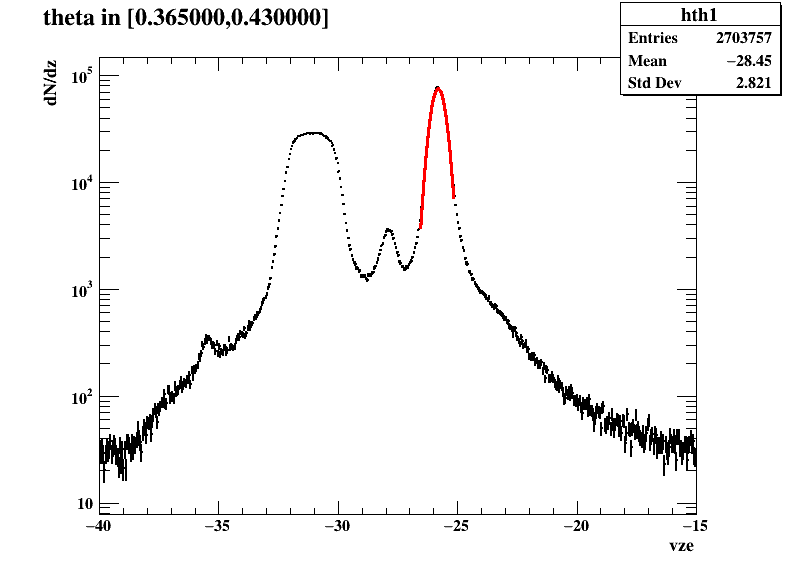 theta in [0.365000,0.430000]
hth1
Entries 2703757
Mean −28.45
Std Dev 2.821
dN/dz
10^5
10^4
10^3
10^2
10
−40 −35 −30 −25 −20 −15
vze